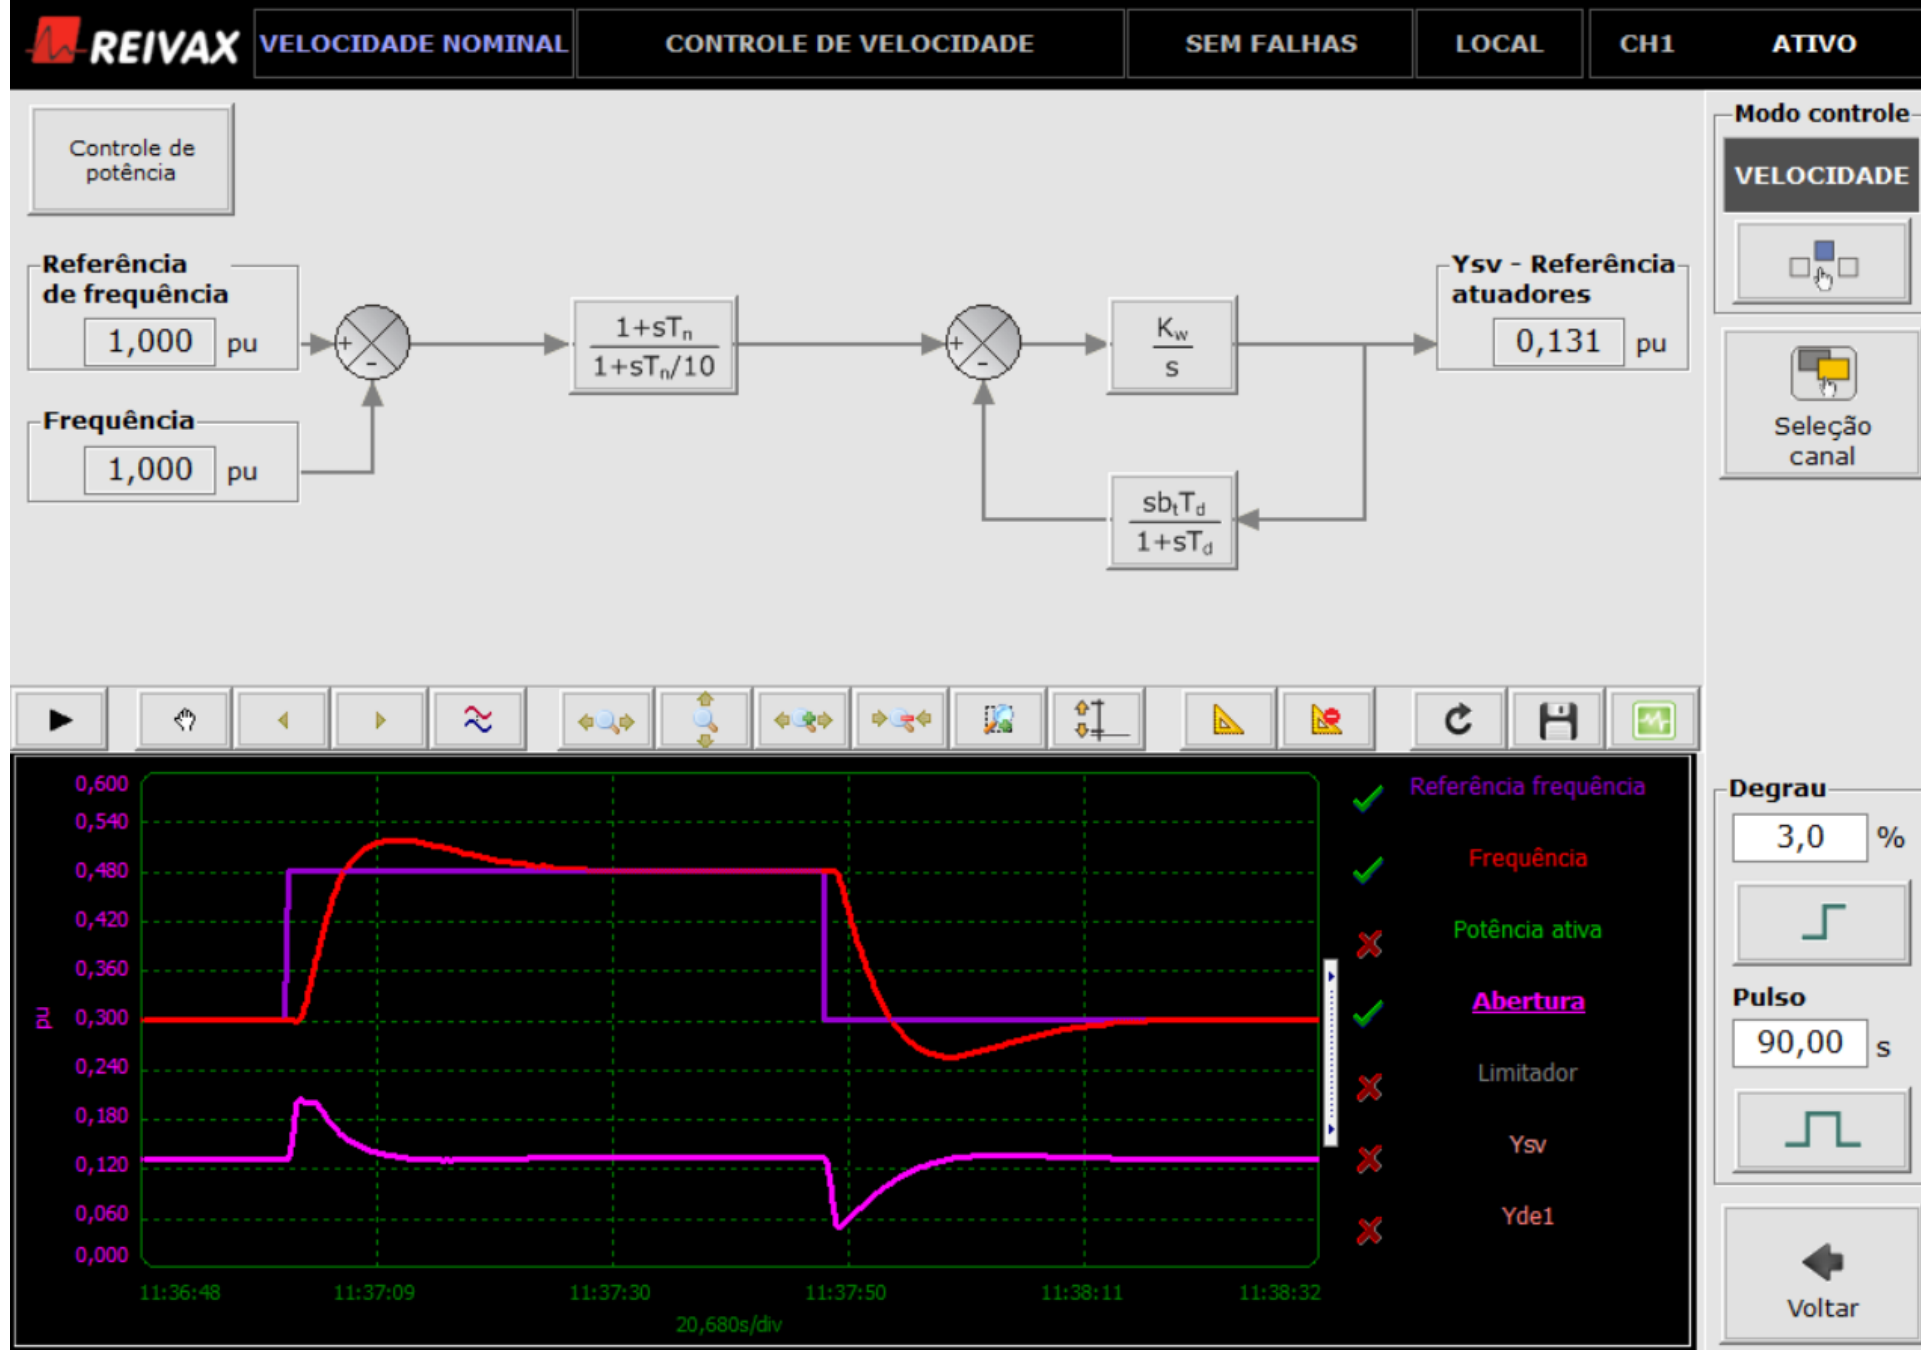 REIVAX
VELOCIDADE NOMINAL
CONTROLE DE VELOCIDADE
SEM FALHAS
LOCAL
CH1
ATIVO
Controle de
potência
Referência
de frequência
1,000 pu
Frequência
1,000 pu
+
-
1+sTn
1+sTn/10
+
-
Kw
s
sbtTd
1+sTd
Ysv - Referência
atuadores
0,131 pu
Modo controle
VELOCIDADE
Seleção
canal
0,600
0,540
0,480
0,420
0,360
0,300
0,240
0,180
0,120
0,060
0,000
pu
11:36:48
11:37:09
11:37:30
11:37:50
11:38:11
11:38:32
20,680s/div
Referência frequência
Frequência
Potência ativa
Abertura
Limitador
Ysv
Yde1
Degrau
3,0 %
Pulso
90,00 s
Voltar